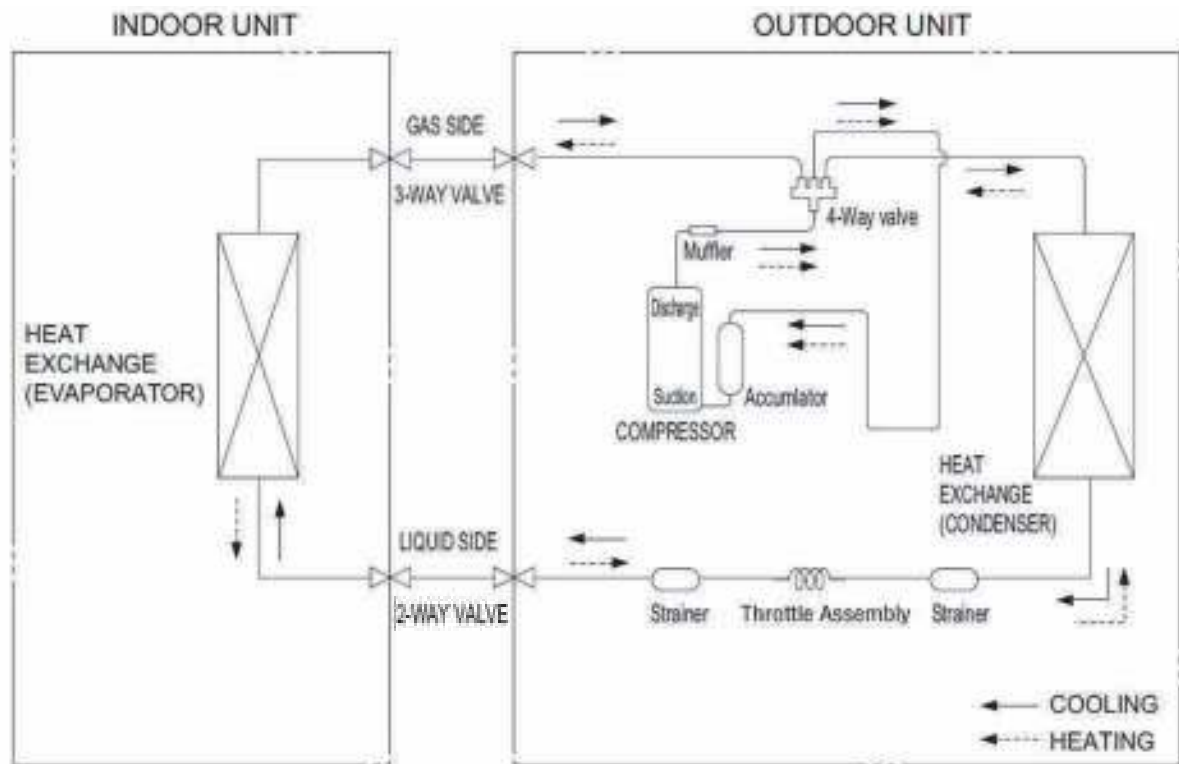 INDOOR UNIT
OUTDOOR UNIT
GAS SIDE
3-WAY VALVE
4-Way valve
Muffler
Discharge
Suction
Accumlator
COMPRESSOR
HEAT
EXCHANGE
(EVAPORATOR)
HEAT
EXCHANGE
(CONDENSER)
LIQUID SIDE
2-WAY VALVE
Strainer
Throttle Assembly
Strainer
COOLING
HEATING